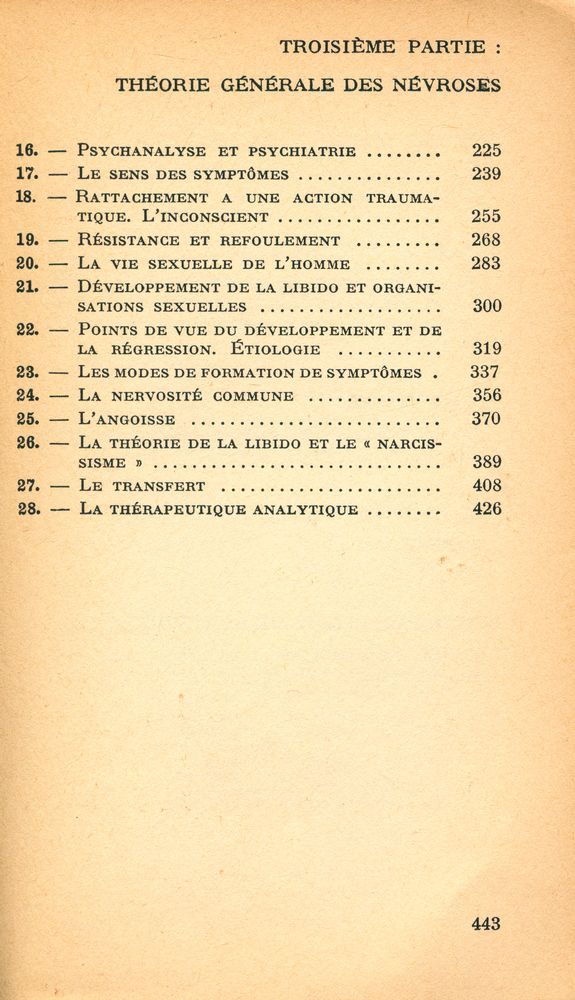 TROISIÈME PARTIE :
THÉORIE GÉNÉRALE DES NÉVROSES
16. — PSYCHANALYSE ET PSYCHIATRIE ........ 225
17. — LE SENS DES SYMPTÔMES ............... 239
18. — RATTACHEMENT A UNE ACTION TRAUMA-
TIQUE. L'INCONSCIENT ................. 255
19. — RÉSISTANCE ET REFOULEMENT ......... 268
20. — LA VIE SEXUELLE DE L'HOMME ........ 283
21. — DÉVELOPPEMENT DE LA LIBIDO ET ORGANI-
SATIONS SEXUELLES ................... 300
22. — POINTS DE VUE DU DÉVELOPPEMENT ET DE
LA RÉGRESSION. ÉTIOLOGIE ........... 319
23. — LES MODES DE FORMATION DE SYMPTÔMES . 337
24. — LA NERVOSITÉ COMMUNE .............. 356
25. — L'ANGOISSE .......................... 370
26. — LA THÉORIE DE LA LIBIDO ET LE « NARCIS-
SISME » .............................. 389
27. — LE TRANSFERT ....................... 408
28. — LA THÉRAPEUTIQUE ANALYTIQUE ........ 426
443